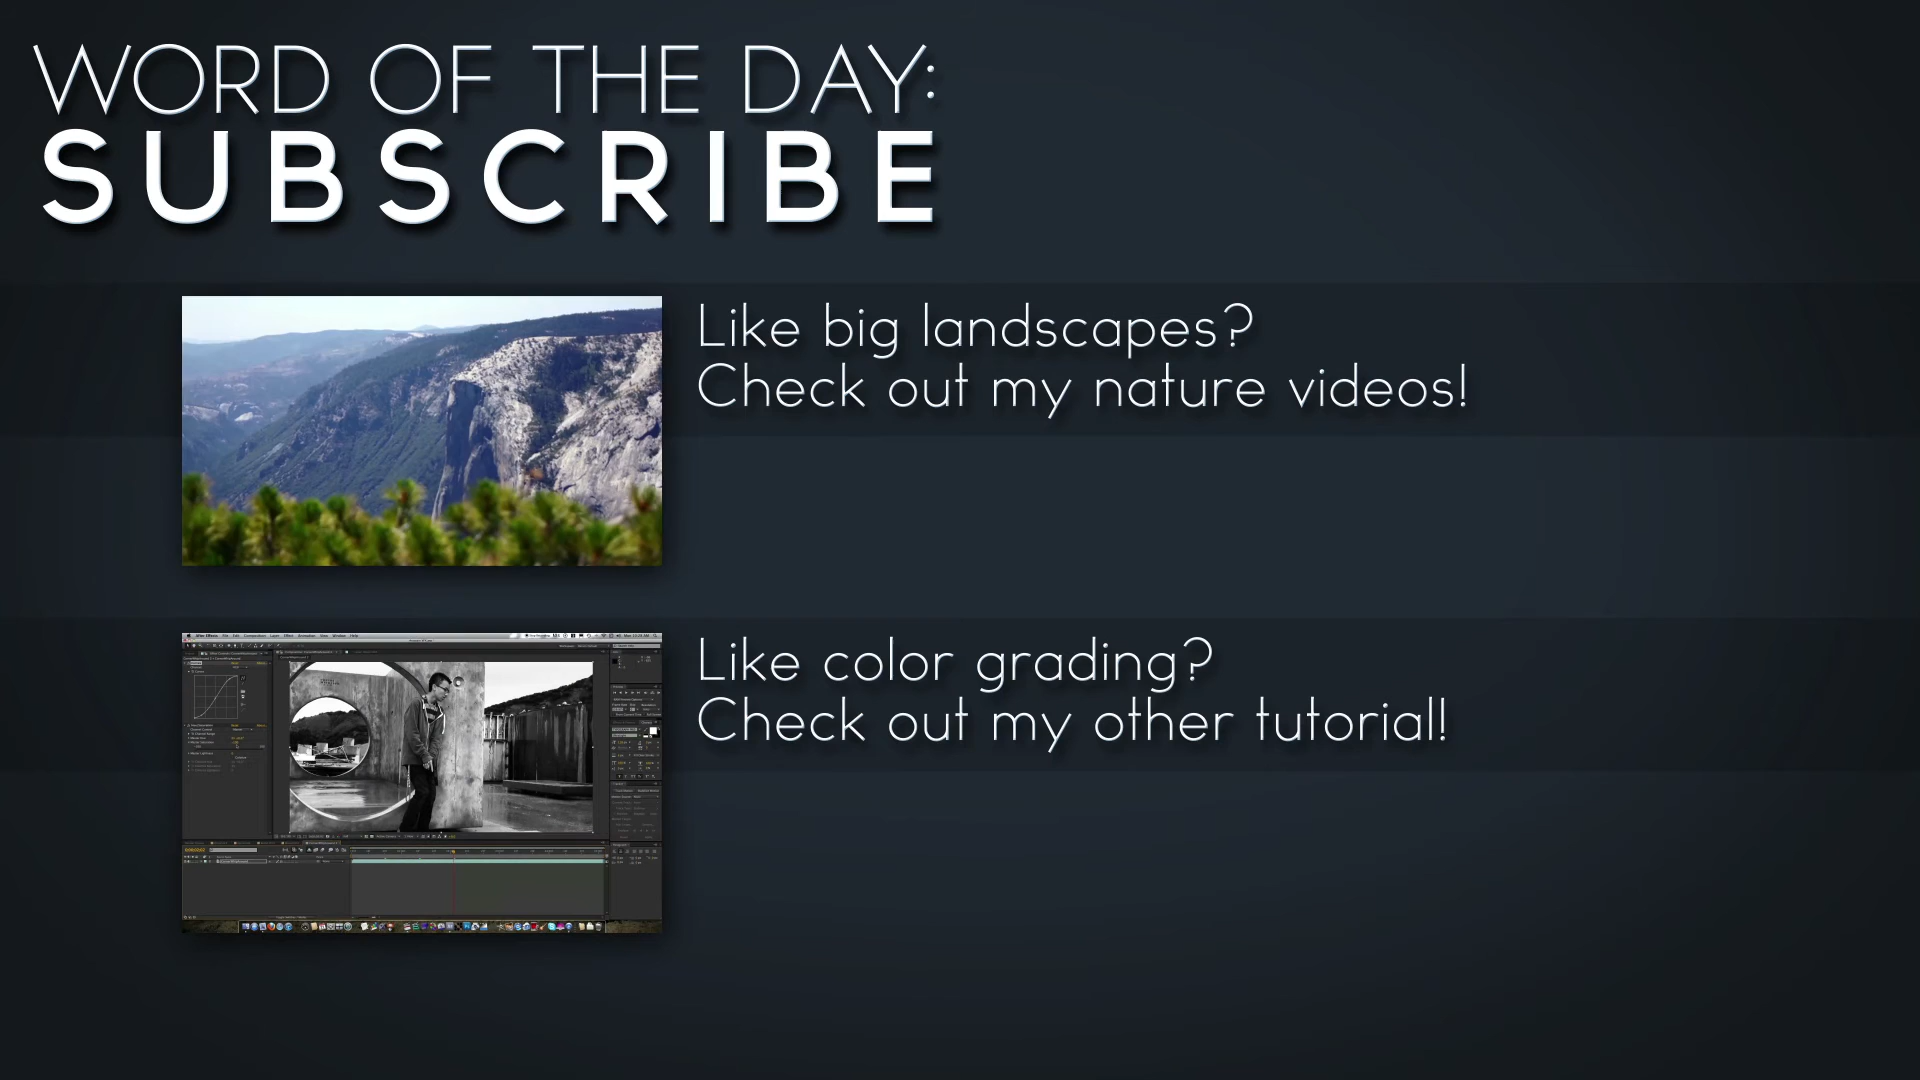 WORD OF THE DAY:
SUBSCRIBE
Like big landscapes?
Check out my nature videos!
Like color grading?
Check out my other tutorial!